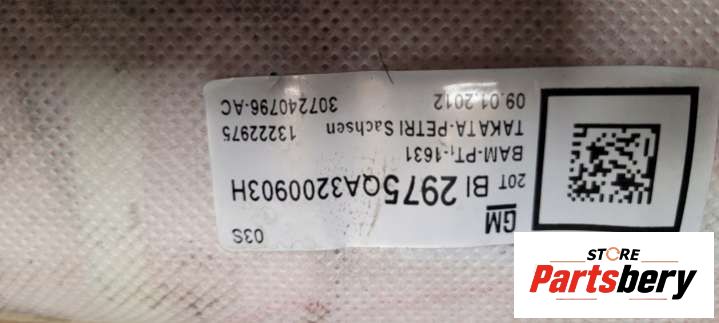 03S
GM
20T BI 2975QA3200903H
BAM-PT1-1631
TAKATA-PETRI Sachsen 13222975
09.01.2012 307240796-AC
STORE
Partsbery